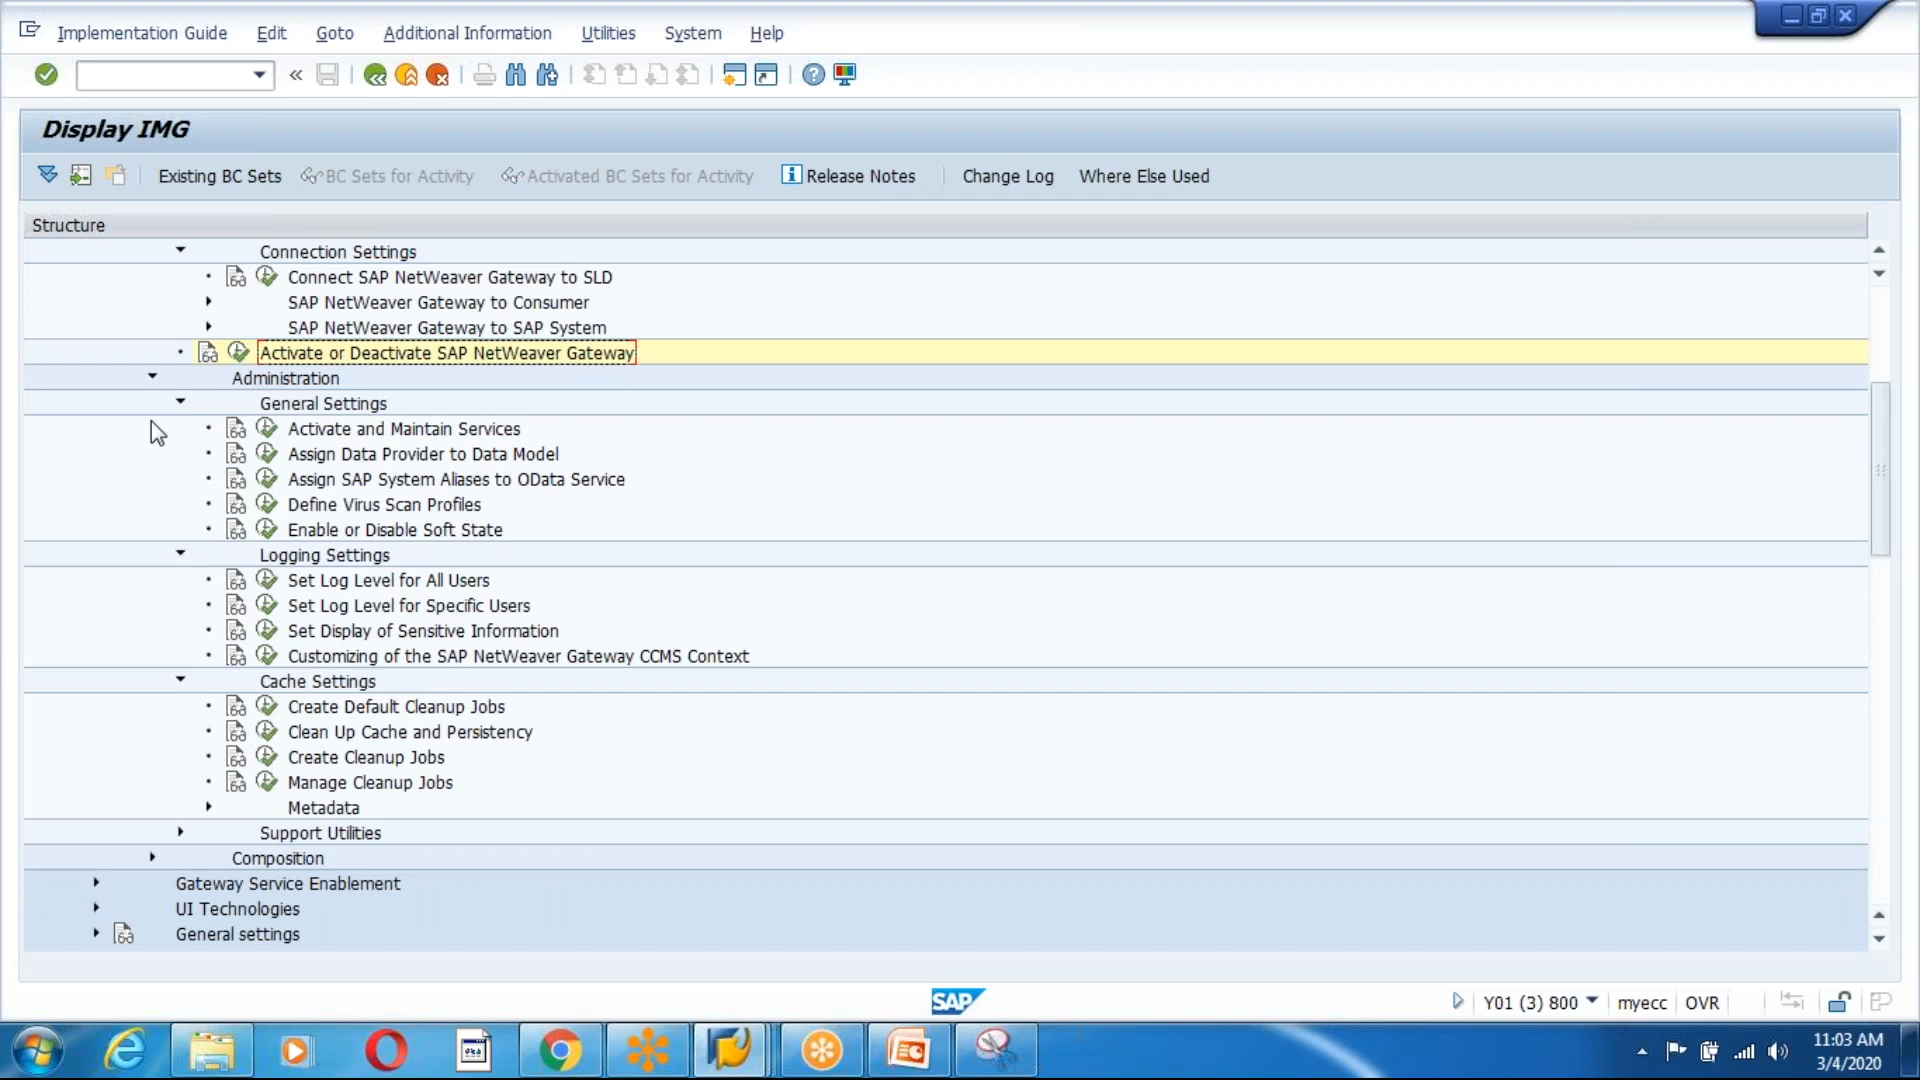 Implementation Guide Edit Goto Additional Information Utilities System Help
Display IMG
Existing BC Sets BC Sets for Activity Activated BC Sets for Activity Release Notes Change Log Where Else Used
Structure
Connection Settings
Connect SAP NetWeaver Gateway to SLD
SAP NetWeaver Gateway to Consumer
SAP NetWeaver Gateway to SAP System
Activate or Deactivate SAP NetWeaver Gateway
Administration
General Settings
Activate and Maintain Services
Assign Data Provider to Data Model
Assign SAP System Aliases to OData Service
Define Virus Scan Profiles
Enable or Disable Soft State
Logging Settings
Set Log Level for All Users
Set Log Level for Specific Users
Set Display of Sensitive Information
Customizing of the SAP NetWeaver Gateway CCMS Context
Cache Settings
Create Default Cleanup Jobs
Clean Up Cache and Persistency
Create Cleanup Jobs
Manage Cleanup Jobs
Metadata
Support Utilities
Composition
Gateway Service Enablement
UI Technologies
General settings
SAP
Y01 (3) 800 myecc OVR
11:03 AM
3/4/2020